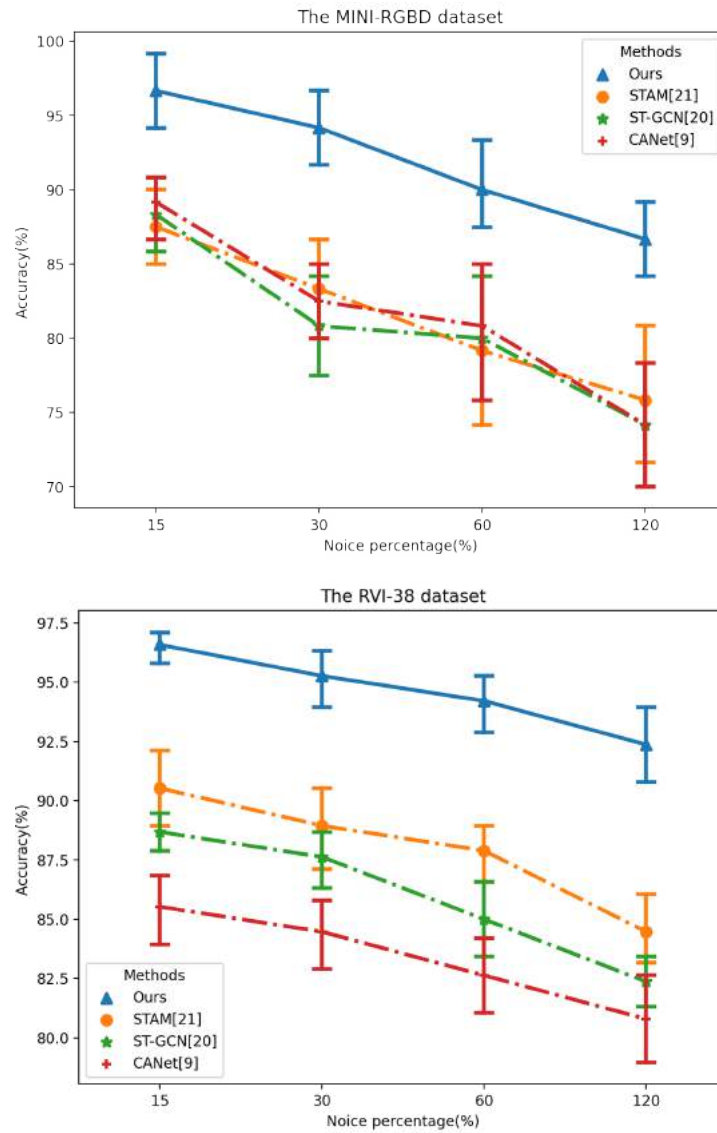 The MINI-RGBD dataset
100
95
90
85
80
75
70
Accuracy(%)
Methods
Ours
STAM[21]
ST-GCN[20]
CANet[9]
15
30
60
120
Noice percentage(%)
The RVI-38 dataset
97.5
95.0
92.5
90.0
87.5
85.0
82.5
80.0
Accuracy(%)
Methods
Ours
STAM[21]
ST-GCN[20]
CANet[9]
15
30
60
120
Noice percentage(%)